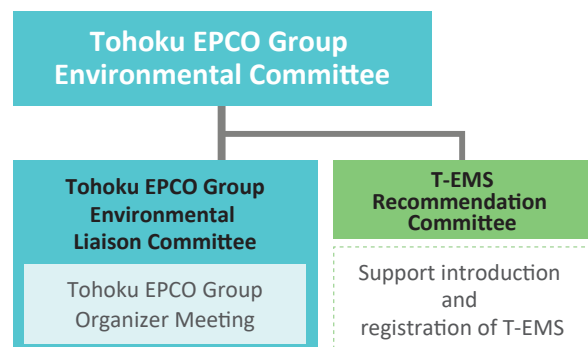 Tohoku EPCO Group
Environmental Committee
Tohoku EPCO Group
Environmental
Liaison Committee
Tohoku EPCO Group
Organizer Meeting
T-EMS
Recommendation
Committee
Support introduction
and
registration of T-EMS